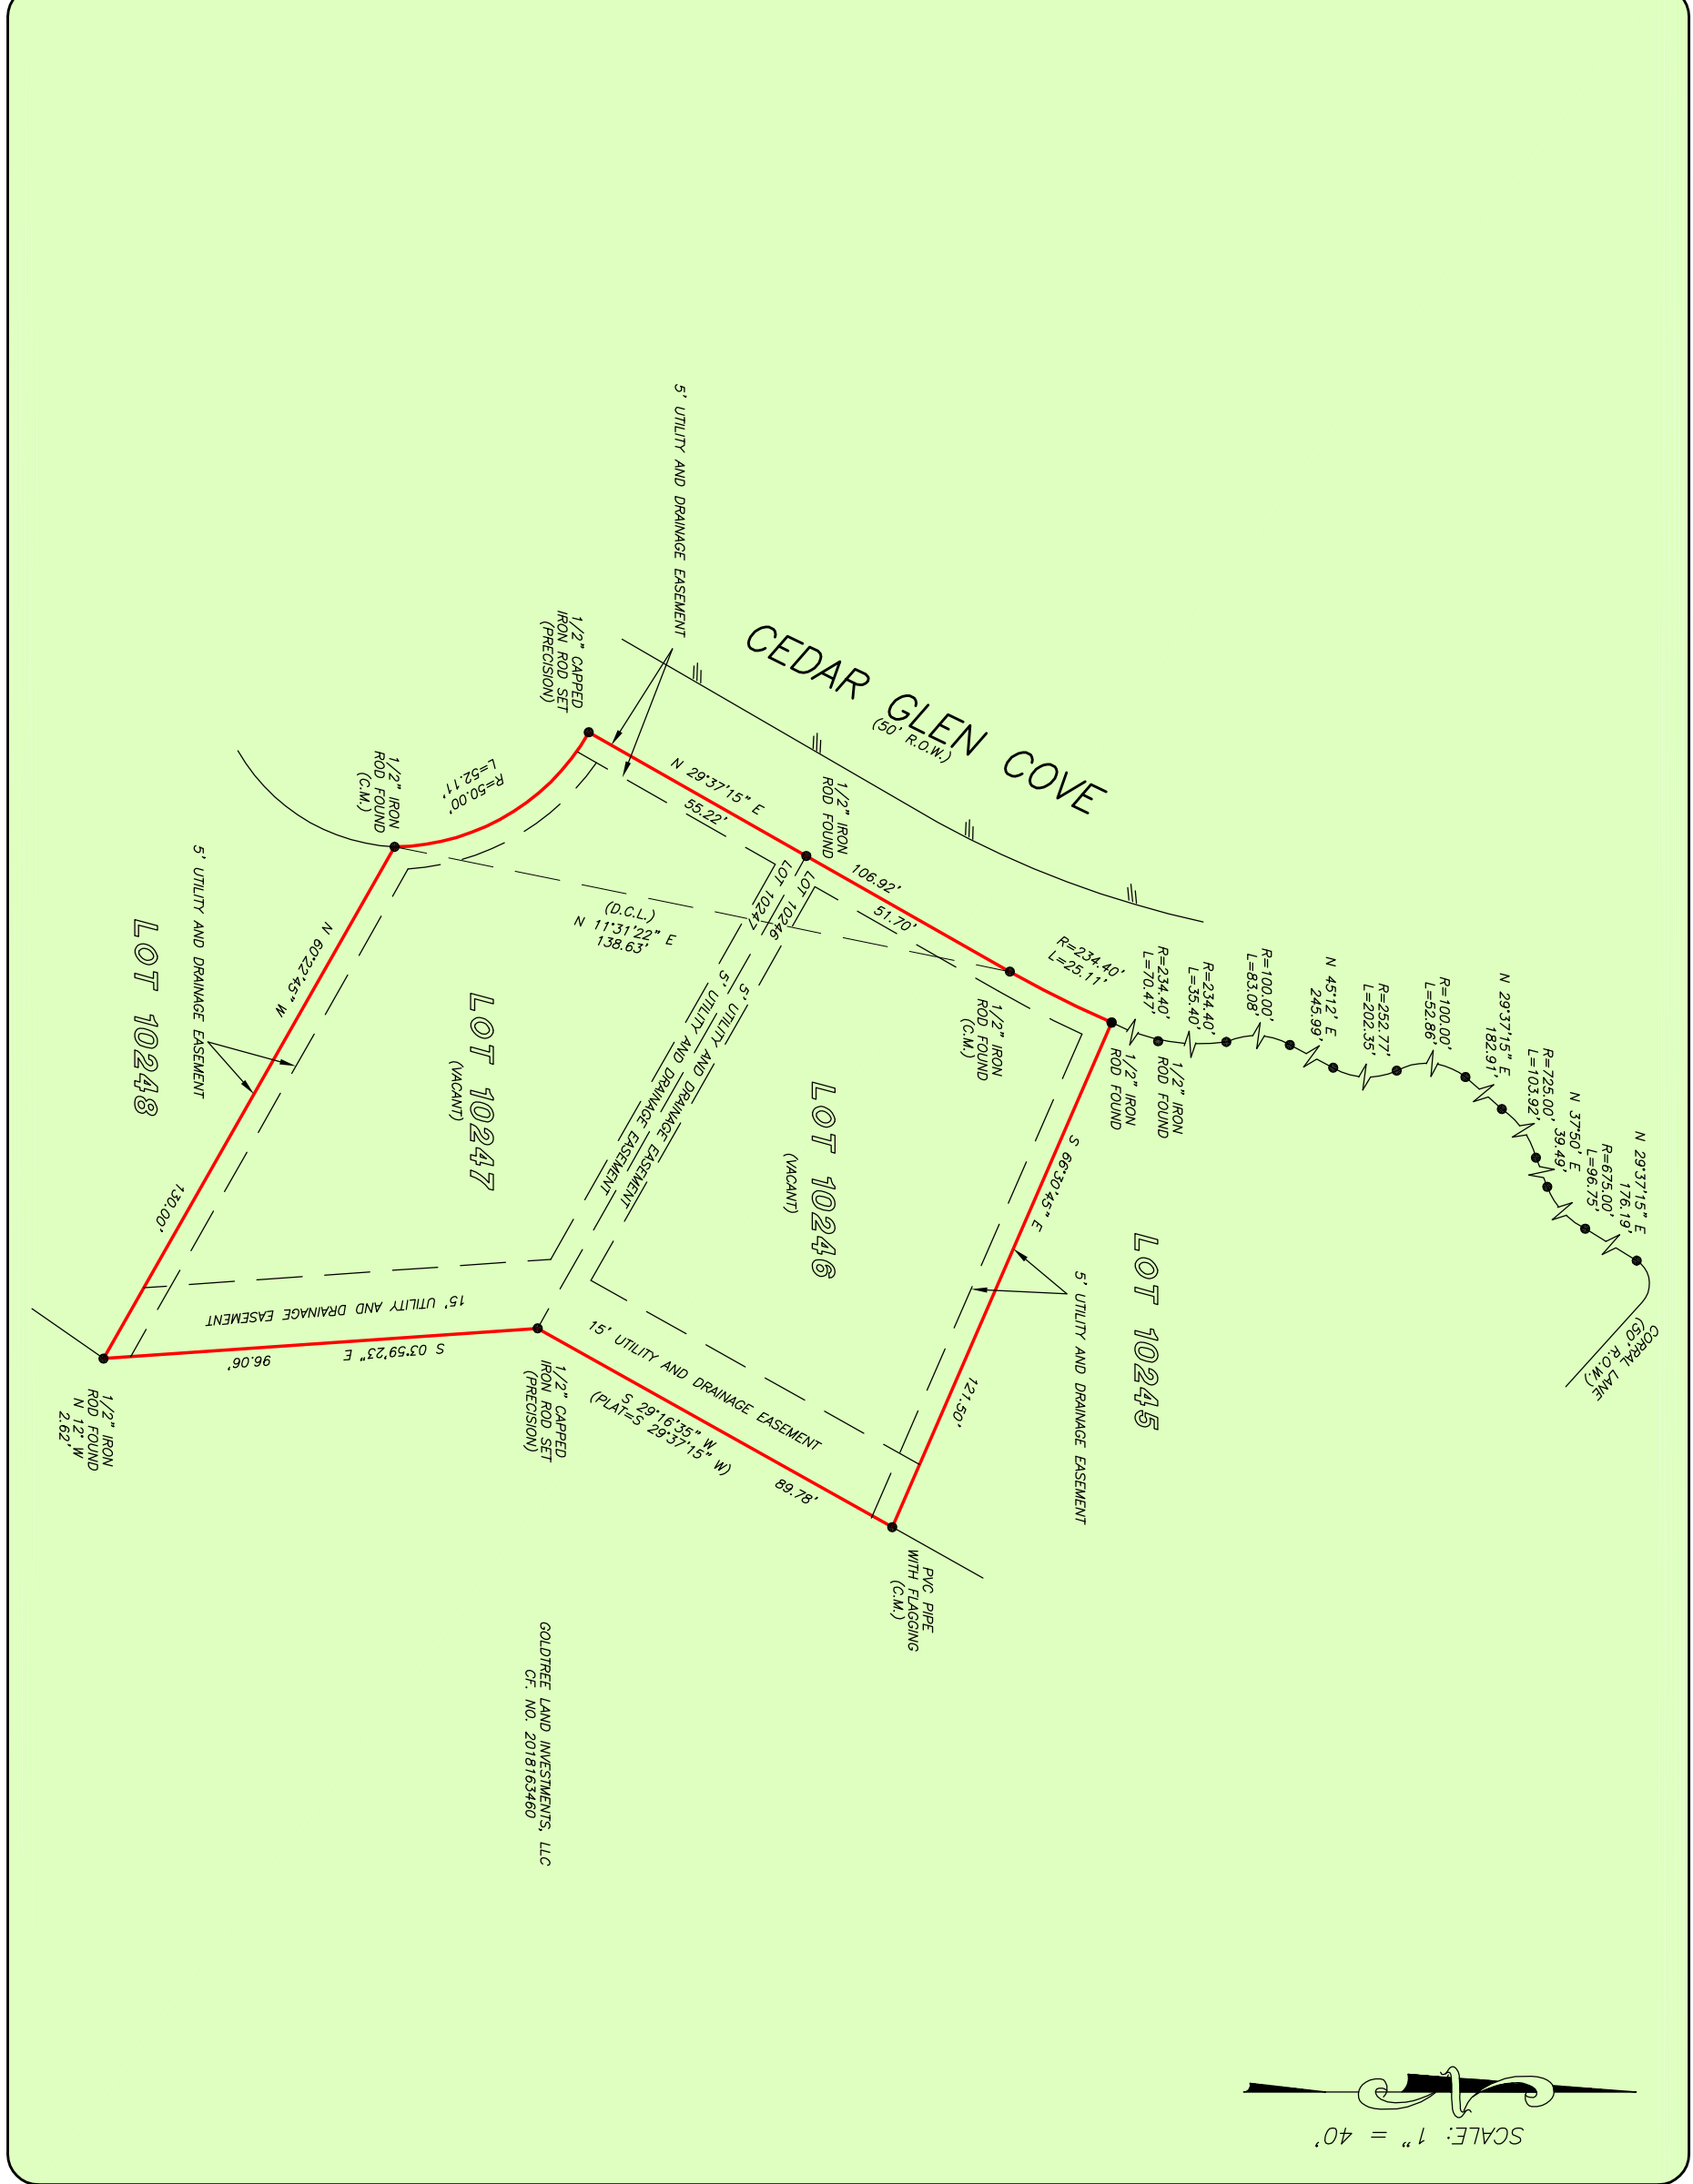 5' UTILITY AND DRAINAGE EASEMENT
CEDAR GLEN COVE
(50' R.O.W.)
1/2" CAPPED
IRON ROD SET
(PRECISION)
N 29°37'15" E
55.22'
1/2" IRON
ROD FOUND
106.92'
51.70'
1/2" IRON
ROD FOUND
(C.M.)
R=50.00'
L=52.11'
1/2" IRON
ROD FOUND
(C.M.)
R=234.40'
L=25.11'
R=234.40'
L=70.47'
R=234.40'
L=35.40'
R=100.00'
L=83.08'
N 45°12' E
245.99'
R=252.77'
L=202.35'
R=100.00'
L=52.86'
N 29°37'15" E
182.91'
R=725.00'
L=103.92'
N 37°50' E
39.49'
R=675.00'
L=96.75'
N 29°37'15" E
176.19'
CORRAL LANE
(50' R.O.W.)
1/2" IRON
ROD FOUND
1/2" IRON
ROD FOUND
LOT 10247
LOT 10246
(D.C.L.)
N 11°31'22" E
138.63'
5' UTILITY AND DRAINAGE EASEMENT
5' UTILITY AND DRAINAGE EASEMENT
5' UTILITY AND DRAINAGE EASEMENT
LOT 10248
N 60°22'45" W
130.00'
LOT 10247
(VACANT)
LOT 10246
(VACANT)
S 66°30'45" E
121.50'
LOT 10245
5' UTILITY AND DRAINAGE EASEMENT
15' UTILITY AND DRAINAGE EASEMENT
S 03°59'23" E
96.06'
15' UTILITY AND DRAINAGE EASEMENT
S 29°16'35" W
(PLAT=S 29°37'15" W)
89.78'
1/2" CAPPED
IRON ROD SET
(PRECISION)
1/2" IRON
ROD FOUND
N 12° W
2.62'
PVC PIPE
WITH FLAGGING
(C.M.)
GOLDTREE LAND INVESTMENTS, LLC
CF. NO. 2018163460
SCALE: 1" = 40'